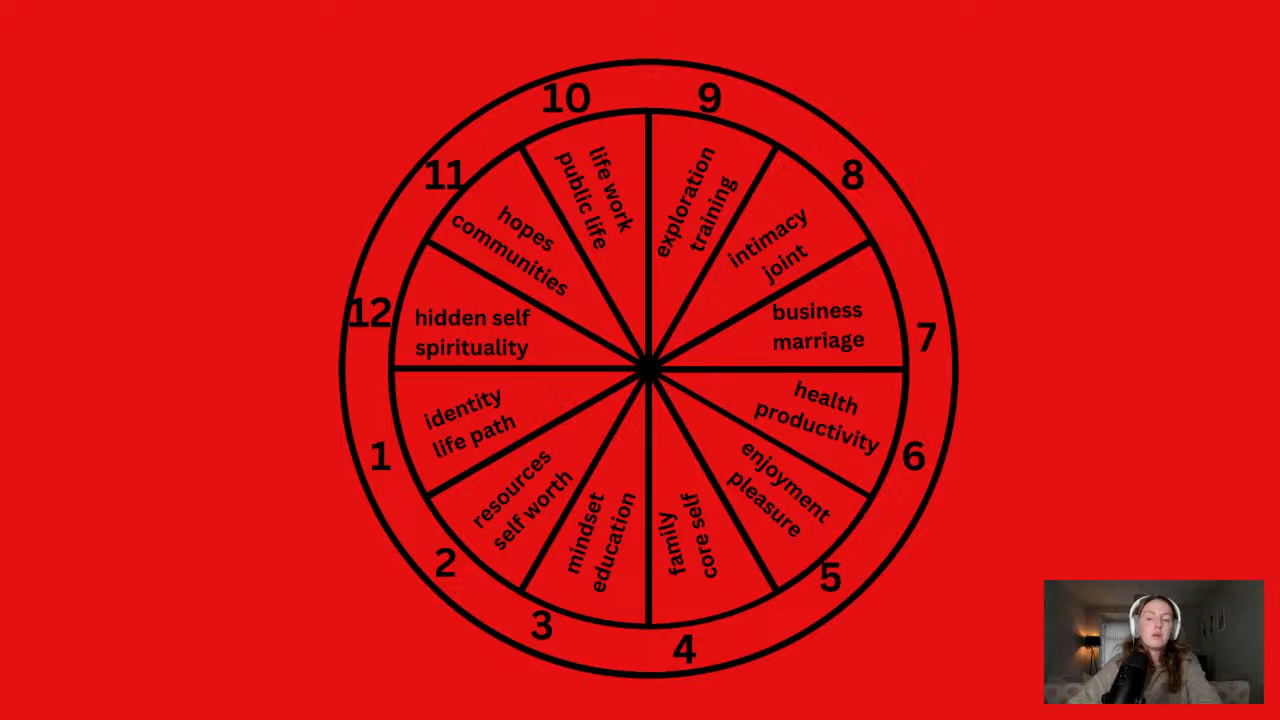 10
9
11
8
12
7
1
6
2
5
3
4
life work
public life
exploration
training
hopes
communities
intimacy
joint
hidden self
spirituality
business
marriage
identity
life path
health
productivity
resources
self worth
enjoyment
pleasure
mindset
education
family
core self